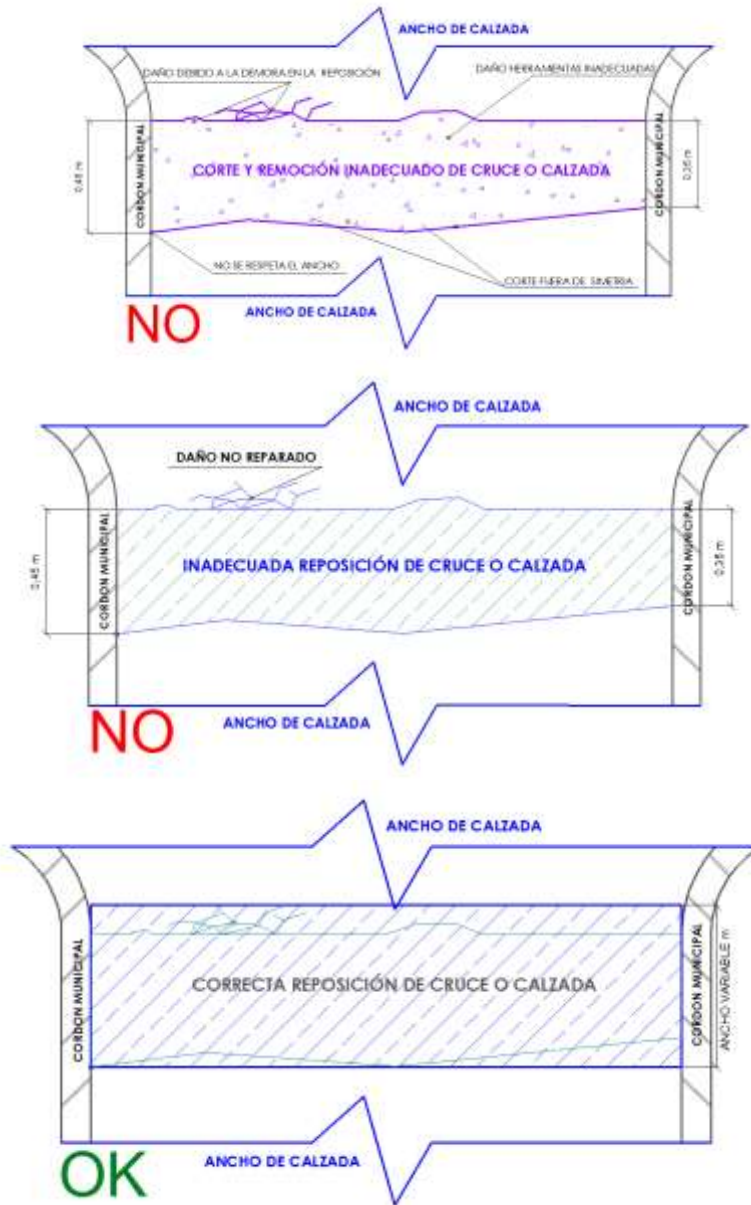 ANCHO DE CALZADA
DAÑO DEBIDO A LA DEMORA EN LA REPOSICIÓN
DAÑO HERRAMIENTAS INADECUADAS
CORDON MUNICIPAL
CORDON MUNICIPAL
0,45 m
CORTE Y REMOCIÓN INADECUADO DE CRUCE O CALZADA
0,35 m
NO SE RESPETA EL ANCHO
CORTE FUERA DE SIMETRIA
NO
ANCHO DE CALZADA
ANCHO DE CALZADA
DAÑO NO REPARADO
CORDON MUNICIPAL
CORDON MUNICIPAL
0,45 m
INADECUADA REPOSICIÓN DE CRUCE O CALZADA
0,35 m
NO
ANCHO DE CALZADA
ANCHO DE CALZADA
CORDON MUNICIPAL
CORRECTA REPOSICIÓN DE CRUCE O CALZADA
CORDON MUNICIPAL
ANCHO VARIABLE m
OK
ANCHO DE CALZADA